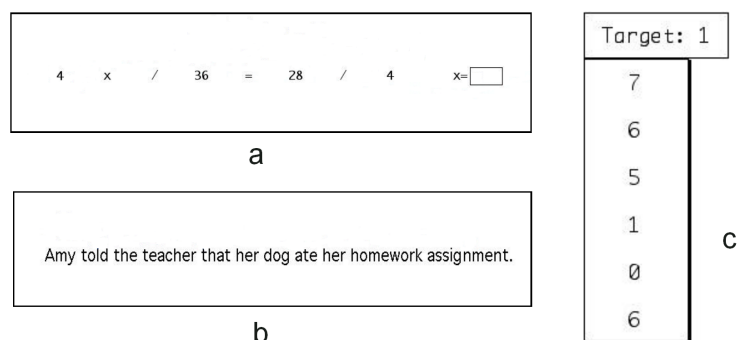 4 x / 36 = 28 / 4 x=
a
Amy told the teacher that her dog ate her homework assignment.
b
Target: 1
7
6
5
1
0
6
c